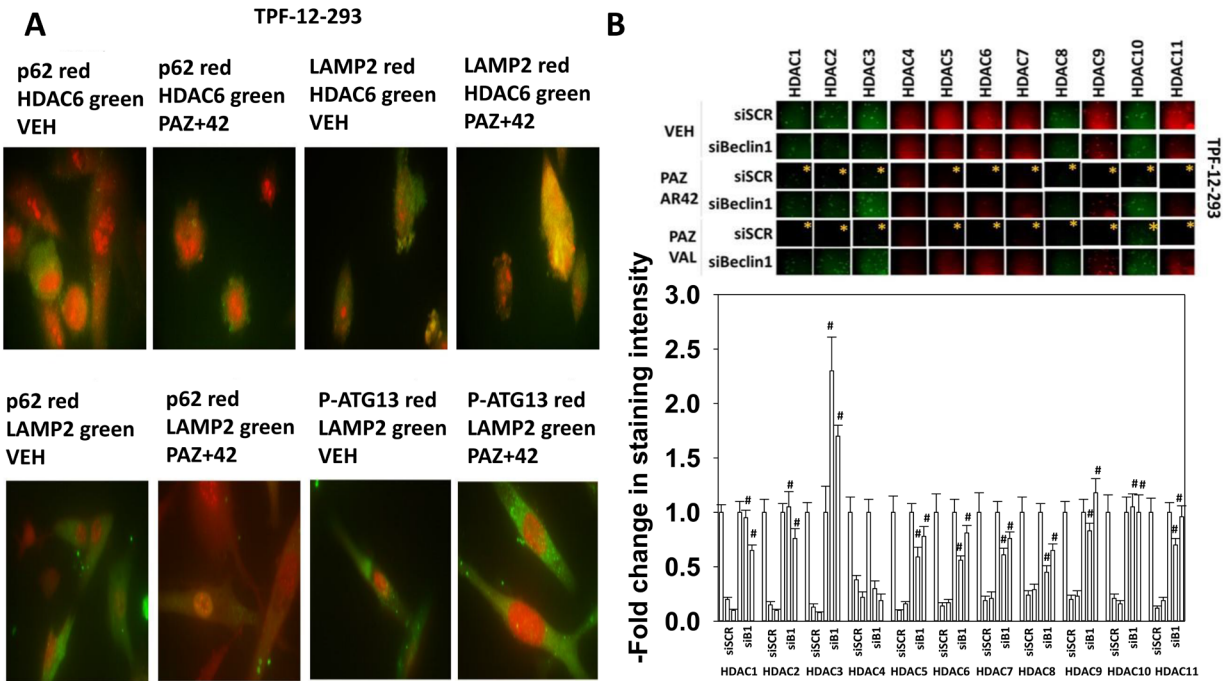 A
TPF-12-293
p62 red
HDAC6 green
VEH
p62 red
HDAC6 green
PAZ+42
LAMP2 red
HDAC6 green
VEH
LAMP2 red
HDAC6 green
PAZ+42
p62 red
LAMP2 green
VEH
p62 red
LAMP2 green
PAZ+42
P-ATG13 red
LAMP2 green
VEH
P-ATG13 red
LAMP2 green
PAZ+42
B
HDAC1
HDAC2
HDAC3
HDAC4
HDAC5
HDAC6
HDAC7
HDAC8
HDAC9
HDAC10
HDAC11
VEH
siSCR
siBeclin1
PAZ
AR42
siSCR
* * * * * * * * * *
siBeclin1
PAZ
VAL
siSCR
* * * * * * * * * *
siBeclin1
TPF-12-293
-Fold change in staining intensity
3.0
2.5
2.0
1.5
1.0
0.5
0.0
# # # # # # # # # # # # # # # # # # # #
siSCR siB1 siSCR siB1 siSCR siB1 siSCR siB1 siSCR siB1 siSCR siB1 siSCR siB1 siSCR siB1 siSCR siB1 siSCR siB1 siSCR siB1
HDAC1 HDAC2 HDAC3 HDAC4 HDAC5 HDAC6 HDAC7 HDAC8 HDAC9 HDAC10 HDAC11